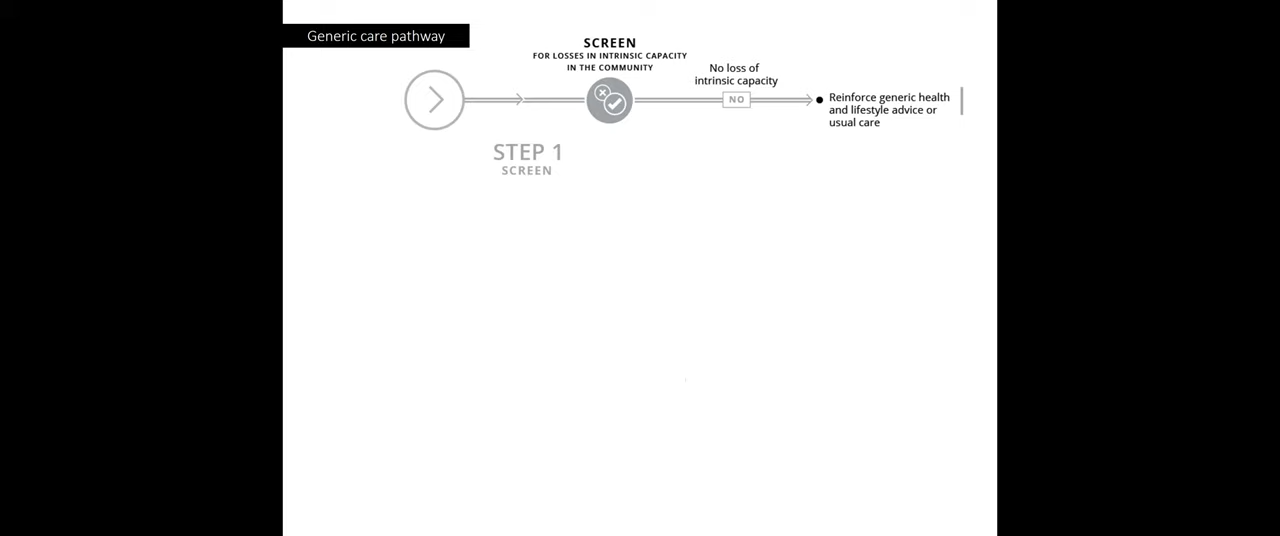 Generic care pathway
SCREEN
FOR LOSSES IN INTRINSIC CAPACITY
IN THE COMMUNITY
No loss of
intrinsic capacity
NO
Reinforce generic health
and lifestyle advice or
usual care
STEP 1
SCREEN